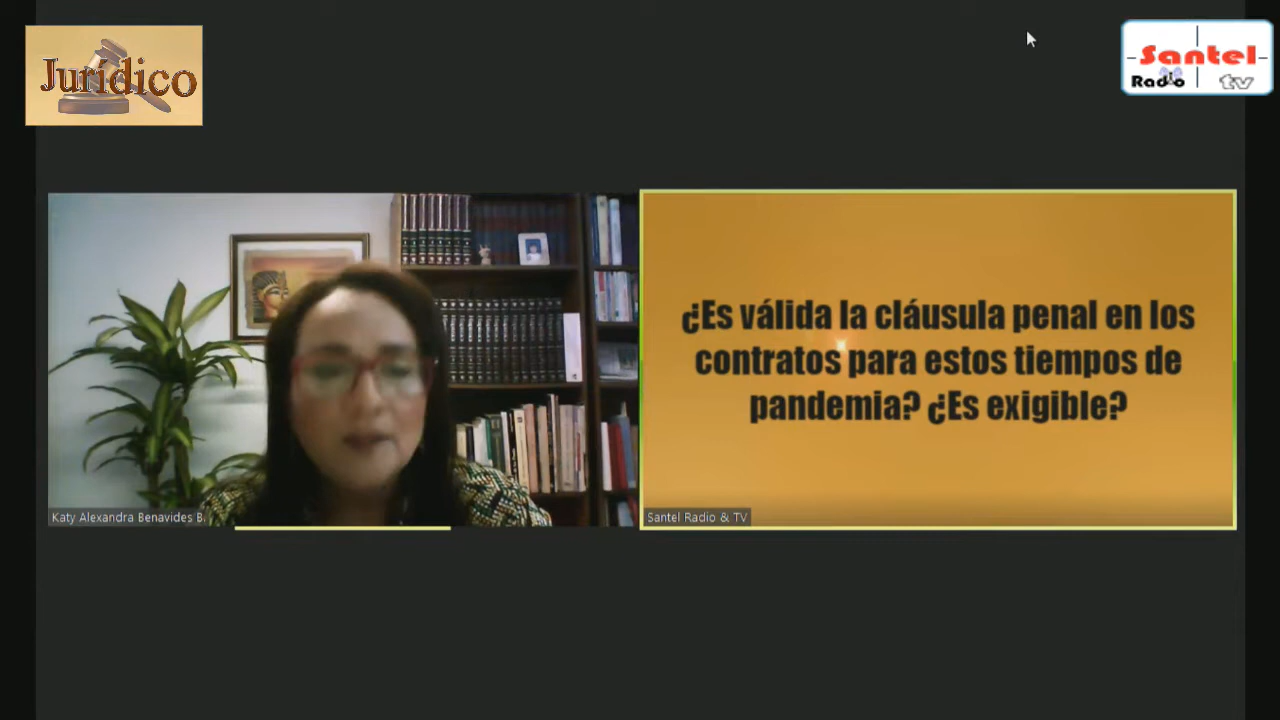 Jurídico
Santel
Radio tv
¿Es válida la cláusula penal en los
contratos para estos tiempos de
pandemia? ¿Es exigible?
Katy Alexandra Benavides B.
Santel Radio & TV